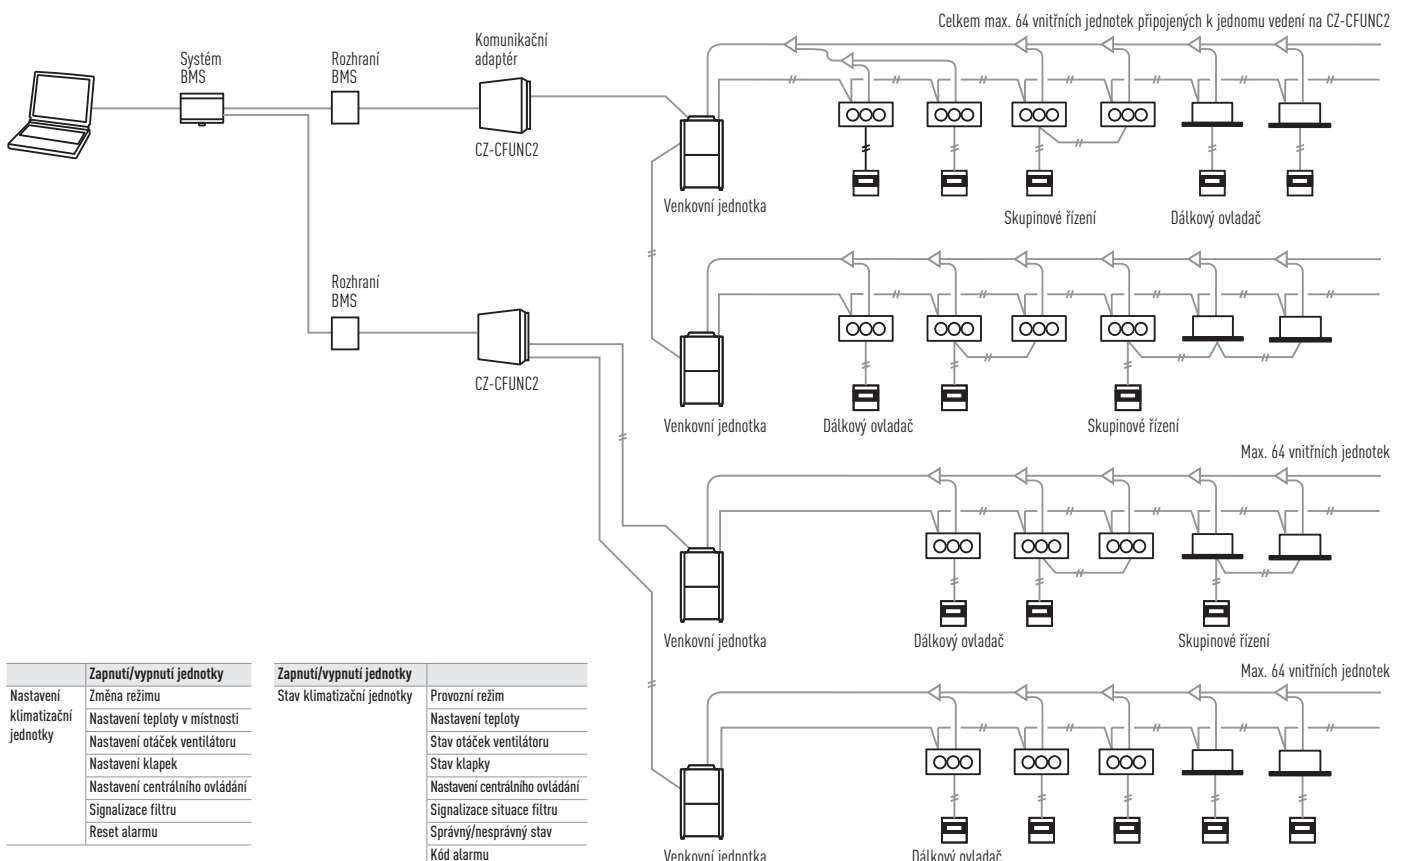 Celkem max. 64 vnitřních jednotek připojených k jednomu vedení na CZ-CFUNC2
Systém
BMS
Rozhraní
BMS
Komunikační
adaptér
CZ-CFUNC2
Venkovní jednotka
Skupinové řízení
Dálkový ovladač
Rozhraní
BMS
CZ-CFUNC2
Venkovní jednotka
Dálkový ovladač
Skupinové řízení
Max. 64 vnitřních jednotek
Venkovní jednotka
Dálkový ovladač
Skupinové řízení
Max. 64 vnitřních jednotek
Venkovní jednotka
Dálkový ovladač
Zapnutí/vypnutí jednotky
Nastavení
klimatizační
jednotky
Změna režimu
Nastavení teploty v místnosti
Nastavení otáček ventilátoru
Nastavení klapek
Nastavení centrálního ovládání
Signalizace filtru
Reset alarmu
Zapnutí/vypnutí jednotky
Stav klimatizační jednotky
Provozní režim
Nastavení teploty
Stav otáček ventilátoru
Stav klapky
Nastavení centrálního ovládání
Signalizace situace filtru
Správný/nesprávný stav
Kód alarmu